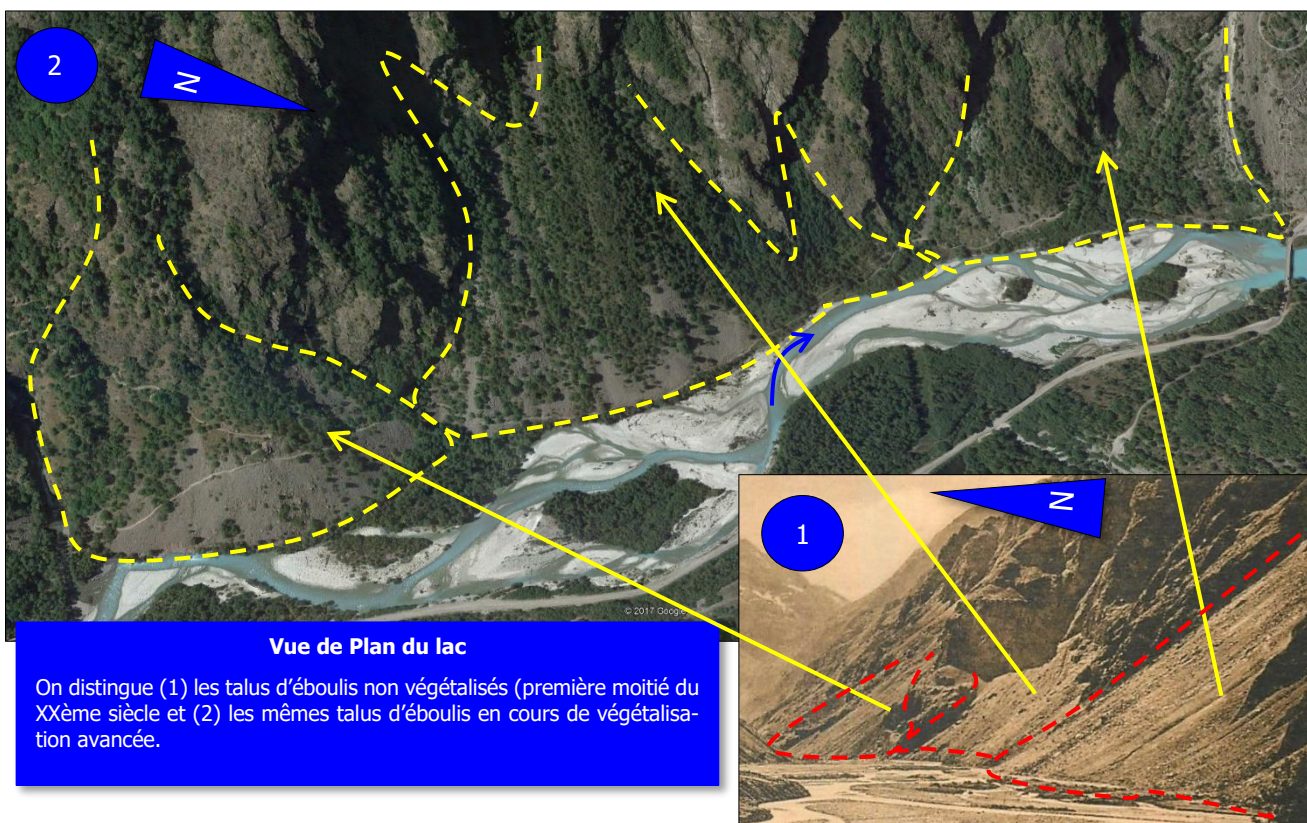 2
N
© 2017 Google
N
1
Vue de Plan du lac
On distingue (1) les talus d'éboulis non végétalisés (première moitié du
XXème siècle et (2) les mêmes talus d'éboulis en cours de végétalisa-
tion avancée.